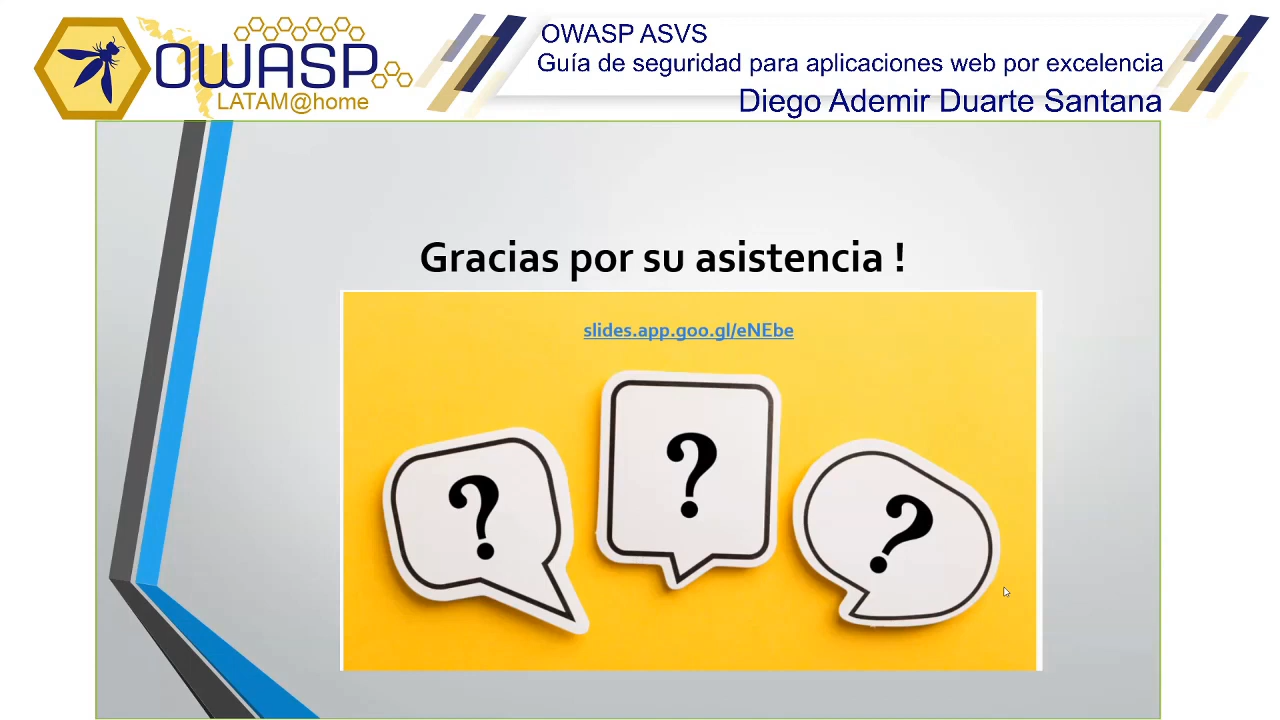 OWASP
LATAM@home
OWASP ASVS
Guía de seguridad para aplicaciones web por excelencia
Diego Ademir Duarte Santana
Gracias por su asistencia !
slides.app.goo.gl/eNEbe
?
?
?